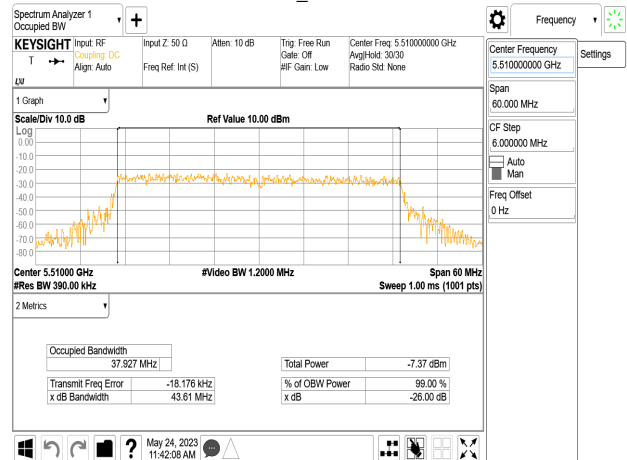 Spectrum Analyzer 1
Occupied BW
Frequency
KEYSIGHT
Input: RF
Coupling: DC
Align: Auto
Input Z: 50 Ω
Freq Ref: Int (S)
Atten: 10 dB
Trig: Free Run
Gate: Off
#IF Gain: Low
Center Freq: 5.510000000 GHz
Avg|Hold: 30/30
Radio Std: None
T
LXI
1 Graph
Scale/Div 10.0 dB
Ref Value 10.00 dBm
Log
0.00
-10.0
-20.0
-30.0
-40.0
-50.0
-60.0
-70.0
-80.0
Center 5.51000 GHz
#Video BW 1.2000 MHz
Span 60 MHz
#Res BW 390.00 kHz
Sweep 1.00 ms (1001 pts)
2 Metrics
Occupied Bandwidth
37.927 MHz
Total Power
-7.37 dBm
Transmit Freq Error
-18.176 kHz
% of OBW Power
99.00 %
x dB Bandwidth
43.61 MHz
x dB
-26.00 dB
May 24, 2023
11:42:08 AM
Center Frequency
5.510000000 GHz
Settings
Span
60.000 MHz
CF Step
6.000000 MHz
Auto
Man
Freq Offset
0 Hz